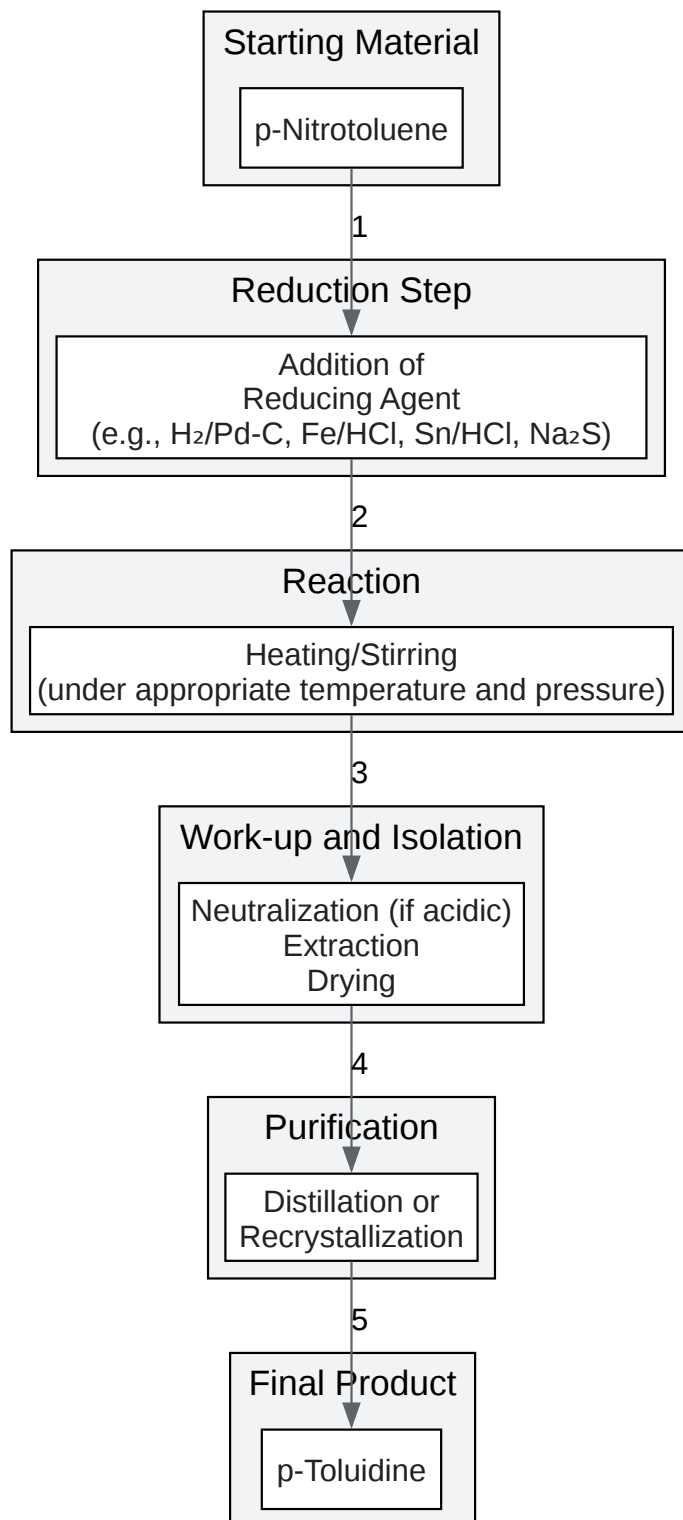 Starting Material
p-Nitrotoluene
1
Reduction Step
Addition of
Reducing Agent
(e.g., H₂/Pd-C, Fe/HCl, Sn/HCl, Na₂S)
2
Reaction
Heating/Stirring
(under appropriate temperature and pressure)
3
Work-up and Isolation
Neutralization (if acidic)
Extraction
Drying
4
Purification
Distillation or
Recrystallization
5
Final Product
p-Toluidine